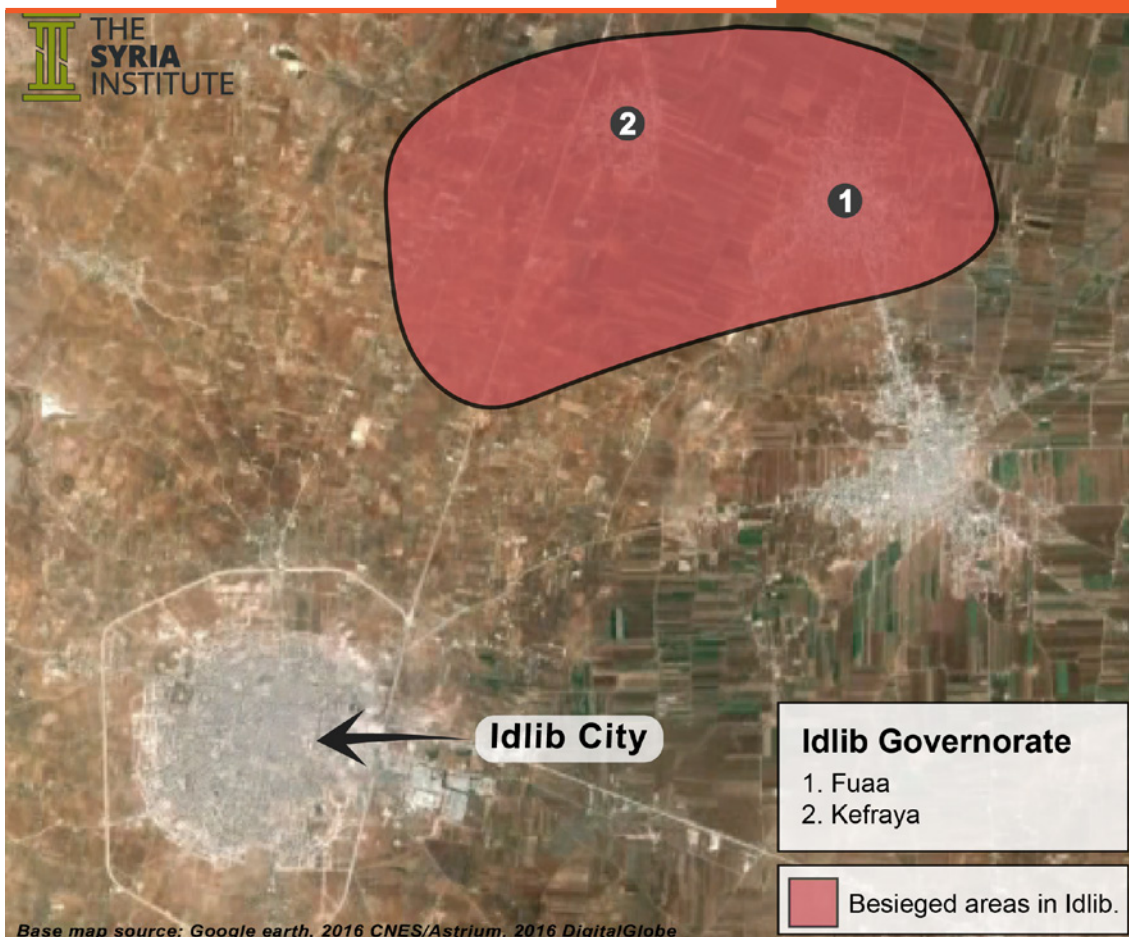 THE
SYRIA
INSTITUTE
2
1
Idlib City
Idlib Governorate
1. Fuaa
2. Kefraya
Besieged areas in Idlib.
Base map source: Google earth, 2016 CNES/Astrium, 2016 DigitalGlobe